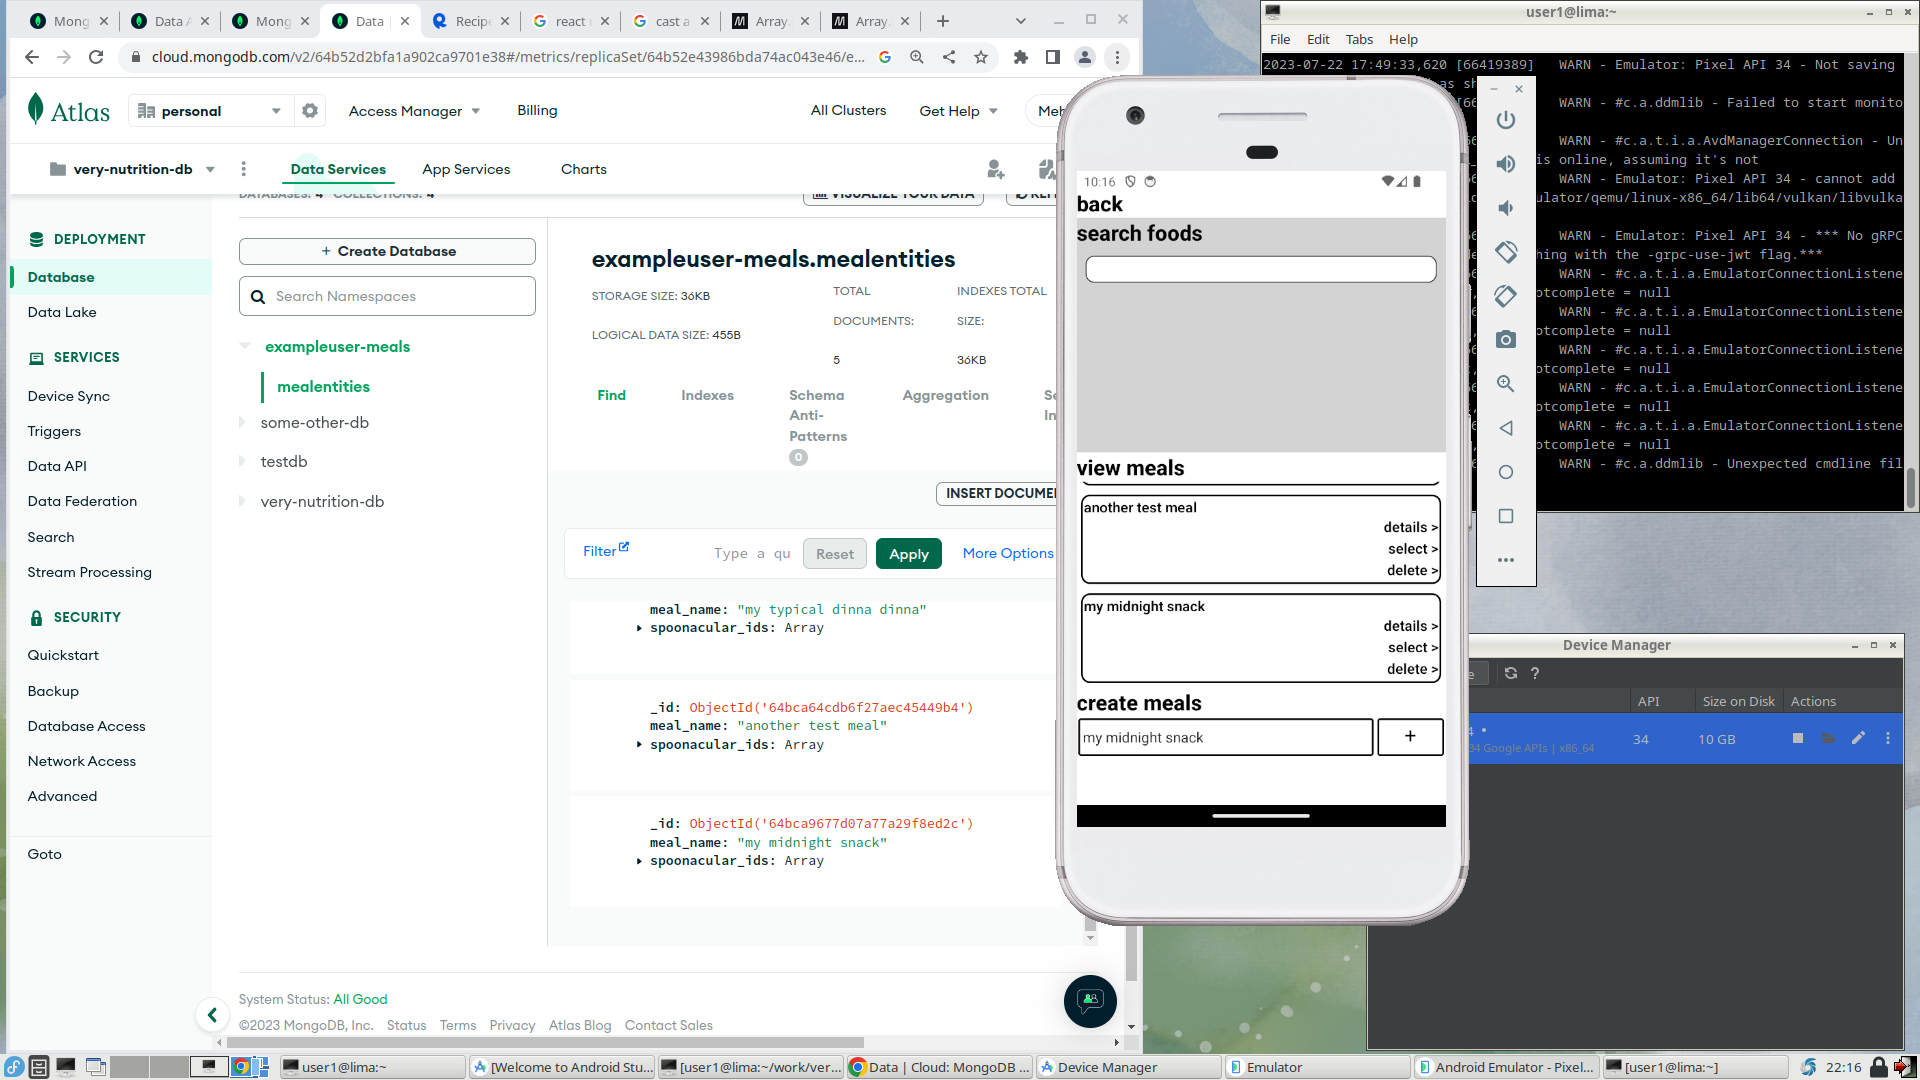 Mong
Data A
Mong
Data |
Recipe
react n
cast a
Array.
Array.
cloud.mongodb.com/v2/64b52d2bfa1a902ca9701e38#/metrics/replicaSet/64b52e43986bda74ac043e46/e...
Atlas
personal
Access Manager
Billing
All Clusters
Get Help
Meh
very-nutrition-db
Data Services
App Services
Charts
DATABASES: 4 COLLECTIONS: 4
VISUALIZE YOUR DATA
DEPLOYMENT
Database
Data Lake
SERVICES
Device Sync
Triggers
Data API
Data Federation
Search
Stream Processing
SECURITY
Quickstart
Backup
Database Access
Network Access
Advanced
Goto
+ Create Database
Search Namespaces
exampleuser-meals
mealentities
some-other-db
testdb
very-nutrition-db
exampleuser-meals.mealentities
STORAGE SIZE: 36KB
LOGICAL DATA SIZE: 455B
TOTAL
DOCUMENTS:
5
INDEXES TOTAL
SIZE:
36KB
Find
Indexes
Schema
Anti-
Patterns
0
Aggregation
INSERT DOCUME
Filter
Type a qu
Reset
Apply
More Options
meal_name: "my typical dinna dinna"
spoonacular_ids: Array
_id: ObjectId('64bca64cdb6f27aec45449b4')
meal_name: "another test meal"
spoonacular_ids: Array
_id: ObjectId('64bca9677d07a77a29f8ed2c')
meal_name: "my midnight snack"
spoonacular_ids: Array
System Status: All Good
©2023 MongoDB, Inc. Status Terms Privacy Atlas Blog Contact Sales
10:16
back
search foods
view meals
another test meal
details >
select >
delete >
my midnight snack
details >
select >
delete >
create meals
my midnight snack
+
user1@lima:~
File Edit Tabs Help
2023-07-22 17:49:33,620 [66419389] WARN - Emulator: Pixel API 34 - Not saving
as sh
WARN - #c.a.ddmlib - Failed to start monito
WARN - #c.a.t.i.a.AvdManagerConnection - Un
is online, assuming it's not
WARN - Emulator: Pixel API 34 - cannot add
ulator/qemu/linux-x86_64/lib64/vulkan/libvulka
WARN - Emulator: Pixel API 34 - *** No gRPC
hing with the -grpc-use-jwt flag.***
WARN - #c.a.t.i.a.EmulatorConnectionListene
otcomplete = null
WARN - #c.a.t.i.a.EmulatorConnectionListene
otcomplete = null
WARN - #c.a.t.i.a.EmulatorConnectionListene
otcomplete = null
WARN - #c.a.t.i.a.EmulatorConnectionListene
otcomplete = null
WARN - #c.a.t.i.a.EmulatorConnectionListene
otcomplete = null
WARN - #c.a.ddmlib - Unexpected cmdline fil
Device Manager
API
Size on Disk
Actions
34 Google APIs | x86_64
34
10 GB
user1@lima:~
[Welcome to Android Stu...
[user1@lima:~/work/ver...
Data | Cloud: MongoDB ...
Device Manager
Emulator
Android Emulator - Pixel...
[user1@lima:~]
22:16